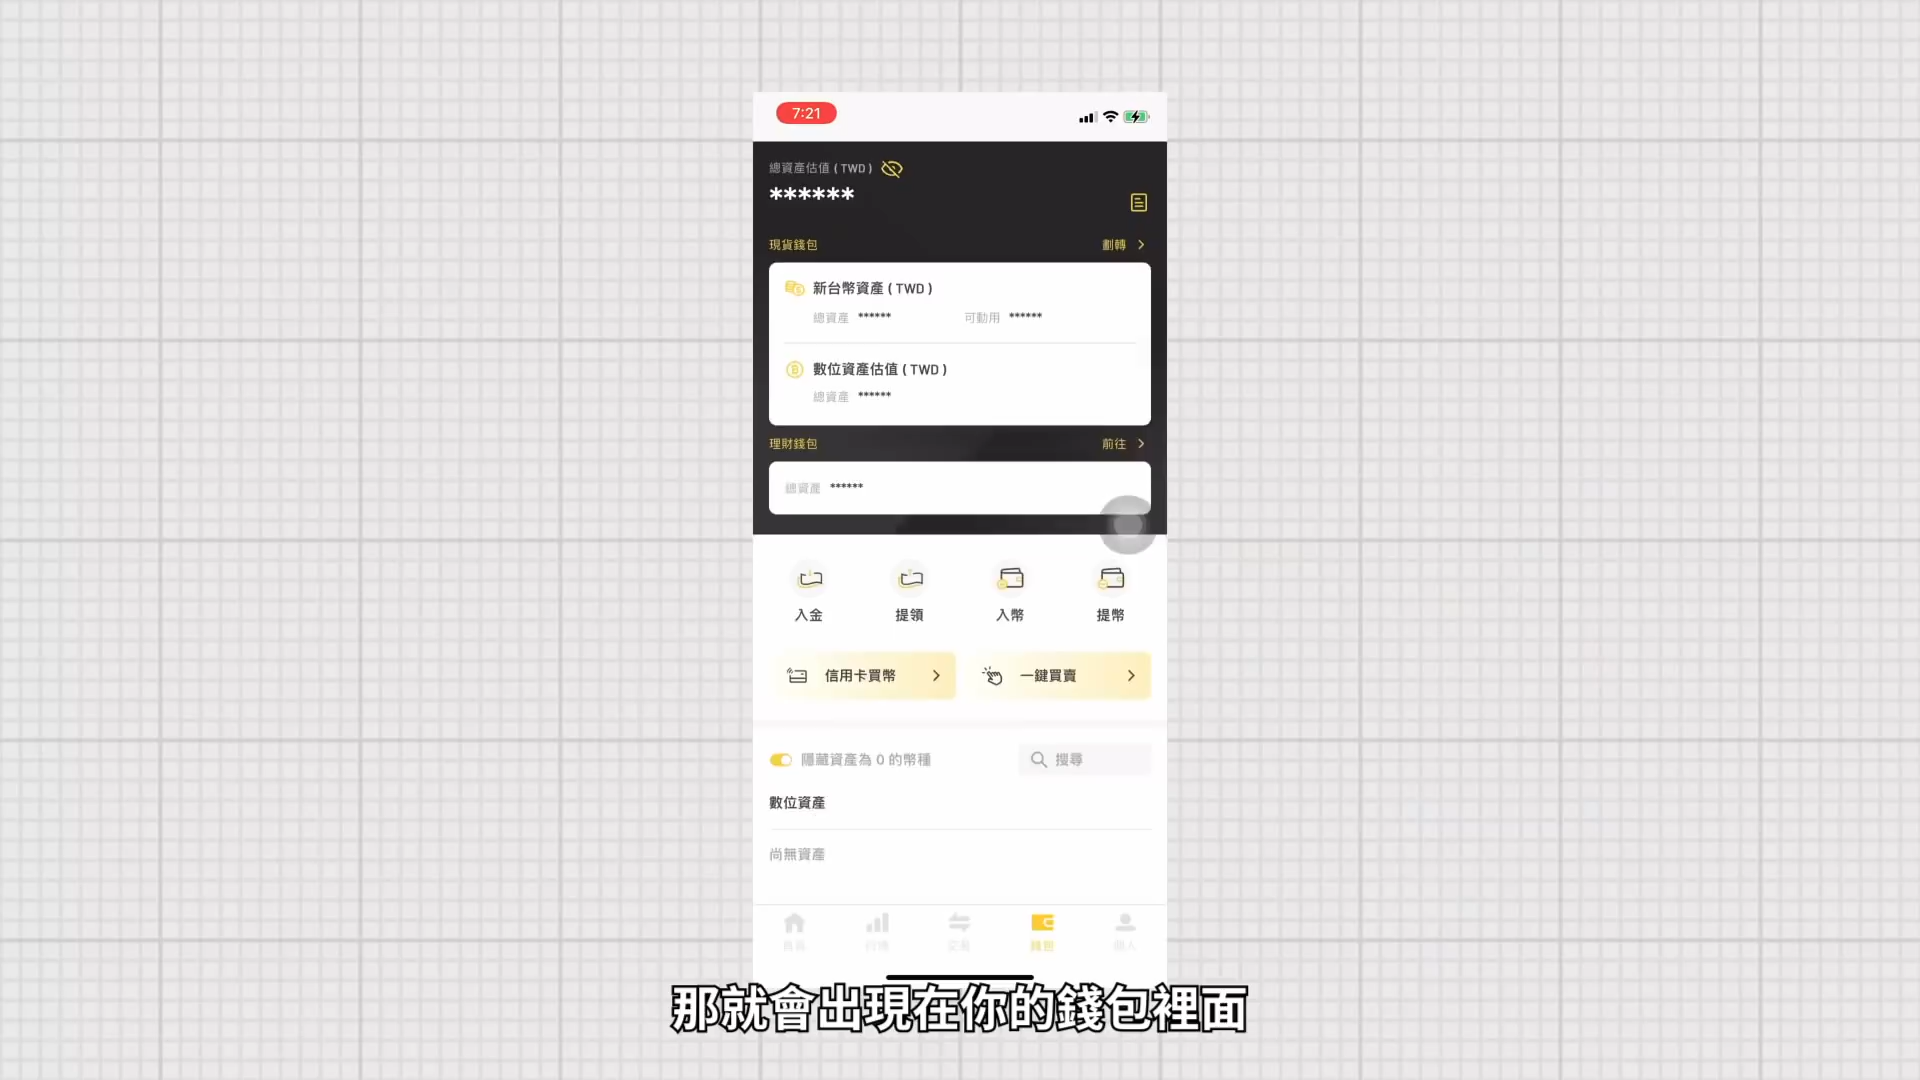 7:21
總資產估值 ( TWD )
******
現貨錢包
劃轉
新台幣資產 ( TWD )
總資產 ****** 可動用 ******
數位資產估值 ( TWD )
總資產 ******
理財錢包
前往
總資產 ******
入金 提領 入幣 提幣
信用卡買幣 一鍵買賣
隱藏資產為 0 的幣種 搜尋
數位資產
尚無資產
錢包
那就會出現在你的錢包裡面